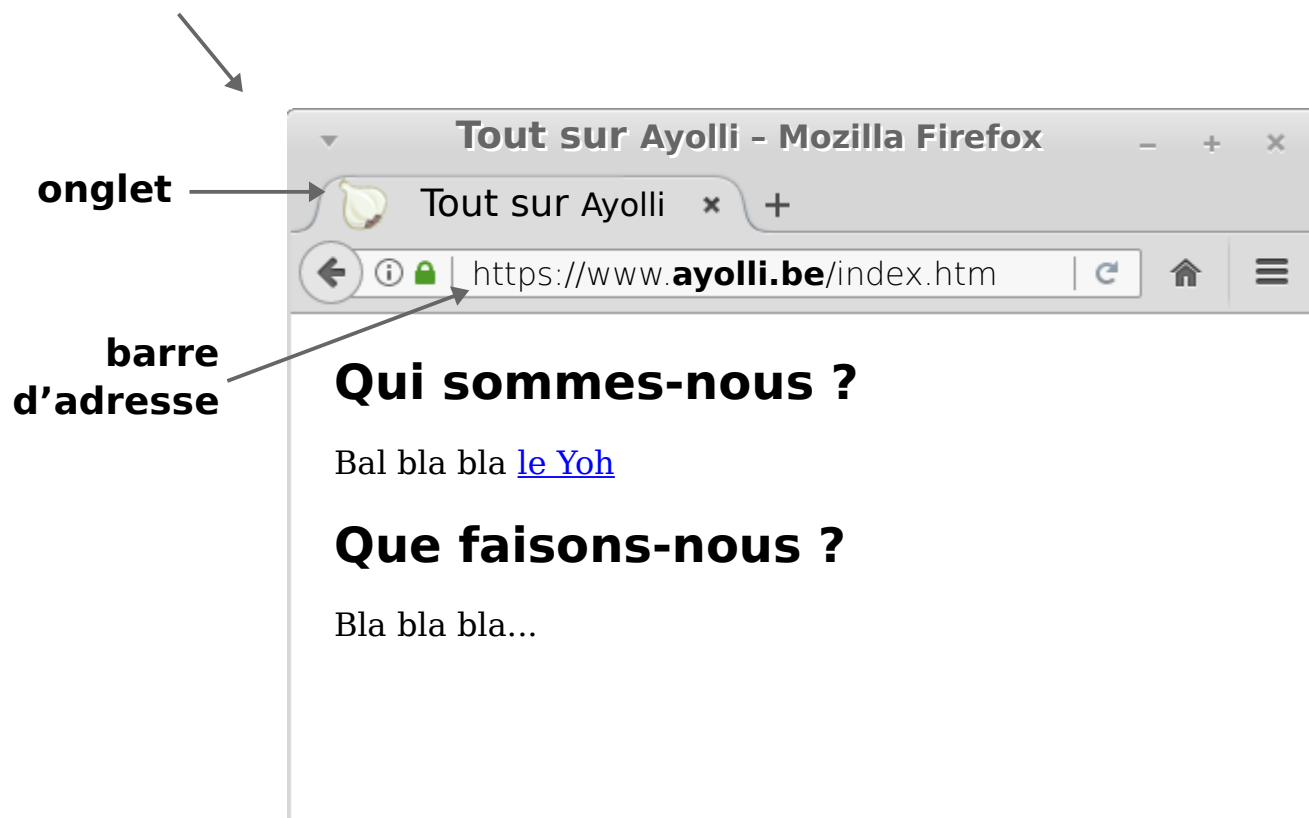 Tout sur Ayolli – Mozilla Firefox
onglet
Tout sur Ayolli
https://www.ayolli.be/index.htm
barre
d’adresse
Qui sommes-nous ?
Bal bla bla le Yoh
Que faisons-nous ?
Bla bla bla...